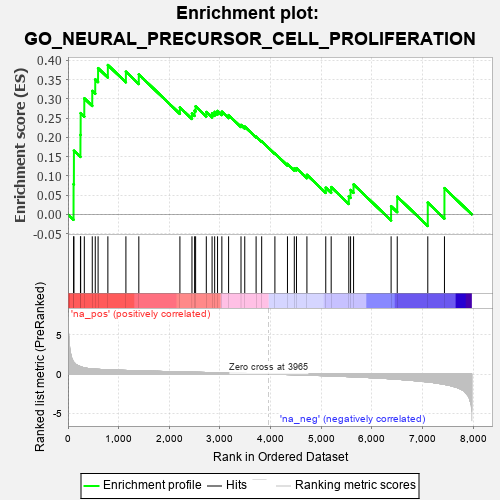 Enrichment plot:
GO_NEURAL_PRECURSOR_CELL_PROLIFERATION
Enrichment score (ES)
0.40
0.35
0.30
0.25
0.20
0.15
0.10
0.05
0.00
-0.05
'na_pos' (positively correlated)
Ranked list metric (PreRanked)
5
0
-5
Zero cross at 3965
'na_neg' (negatively correlated)
0 1,000 2,000 3,000 4,000 5,000 6,000 7,000 8,000
Rank in Ordered Dataset
Enrichment profile Hits Ranking metric scores